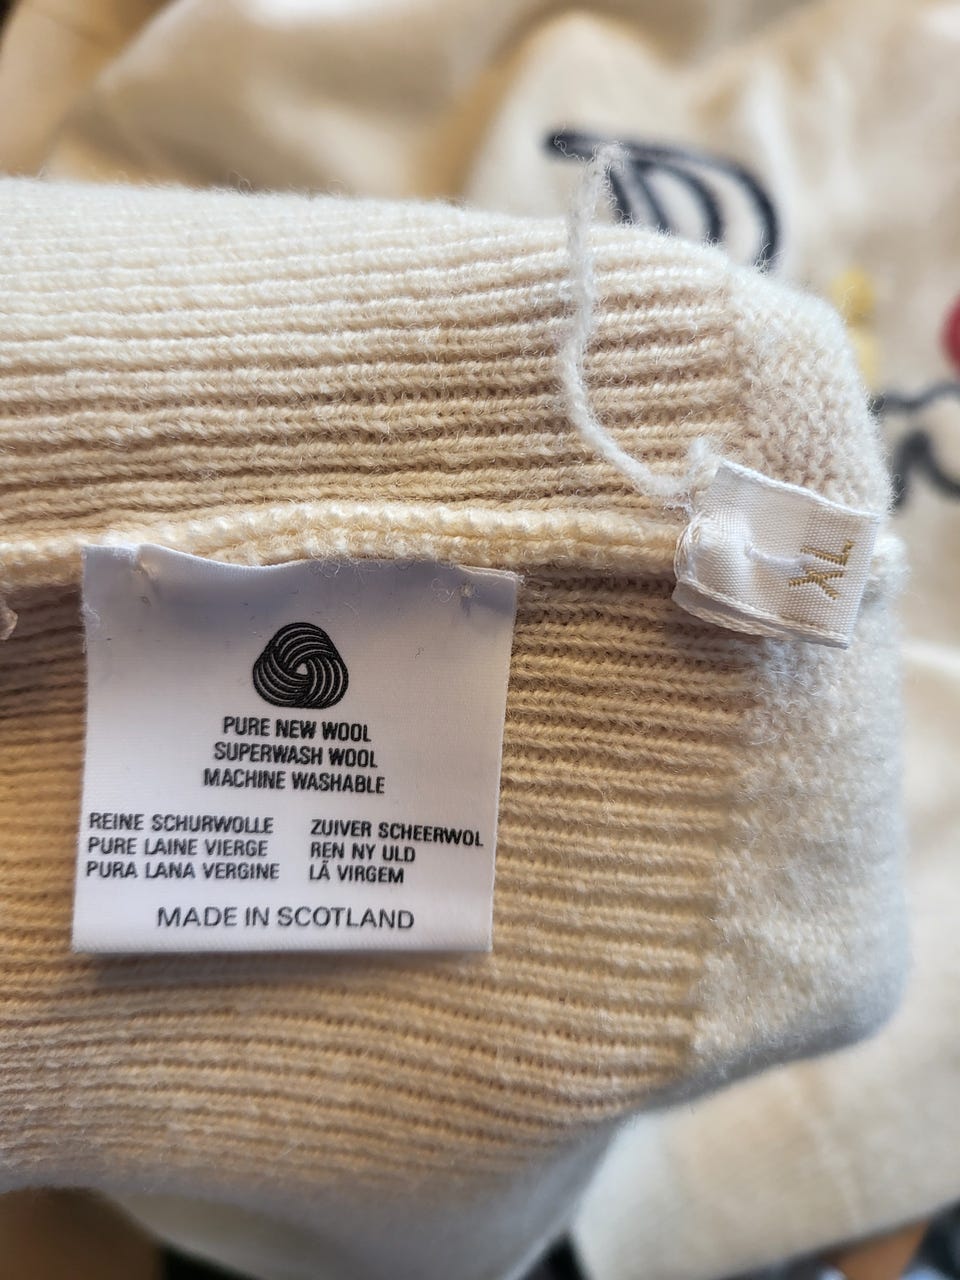 XL
PURE NEW WOOL
SUPERWASH WOOL
MACHINE WASHABLE
REINE SCHURWOLLE
PURE LAINE VIERGE
PURA LANA VERGINE
ZUIVER SCHEERWOL
REN NY ULD
LÃ VIRGEM
MADE IN SCOTLAND